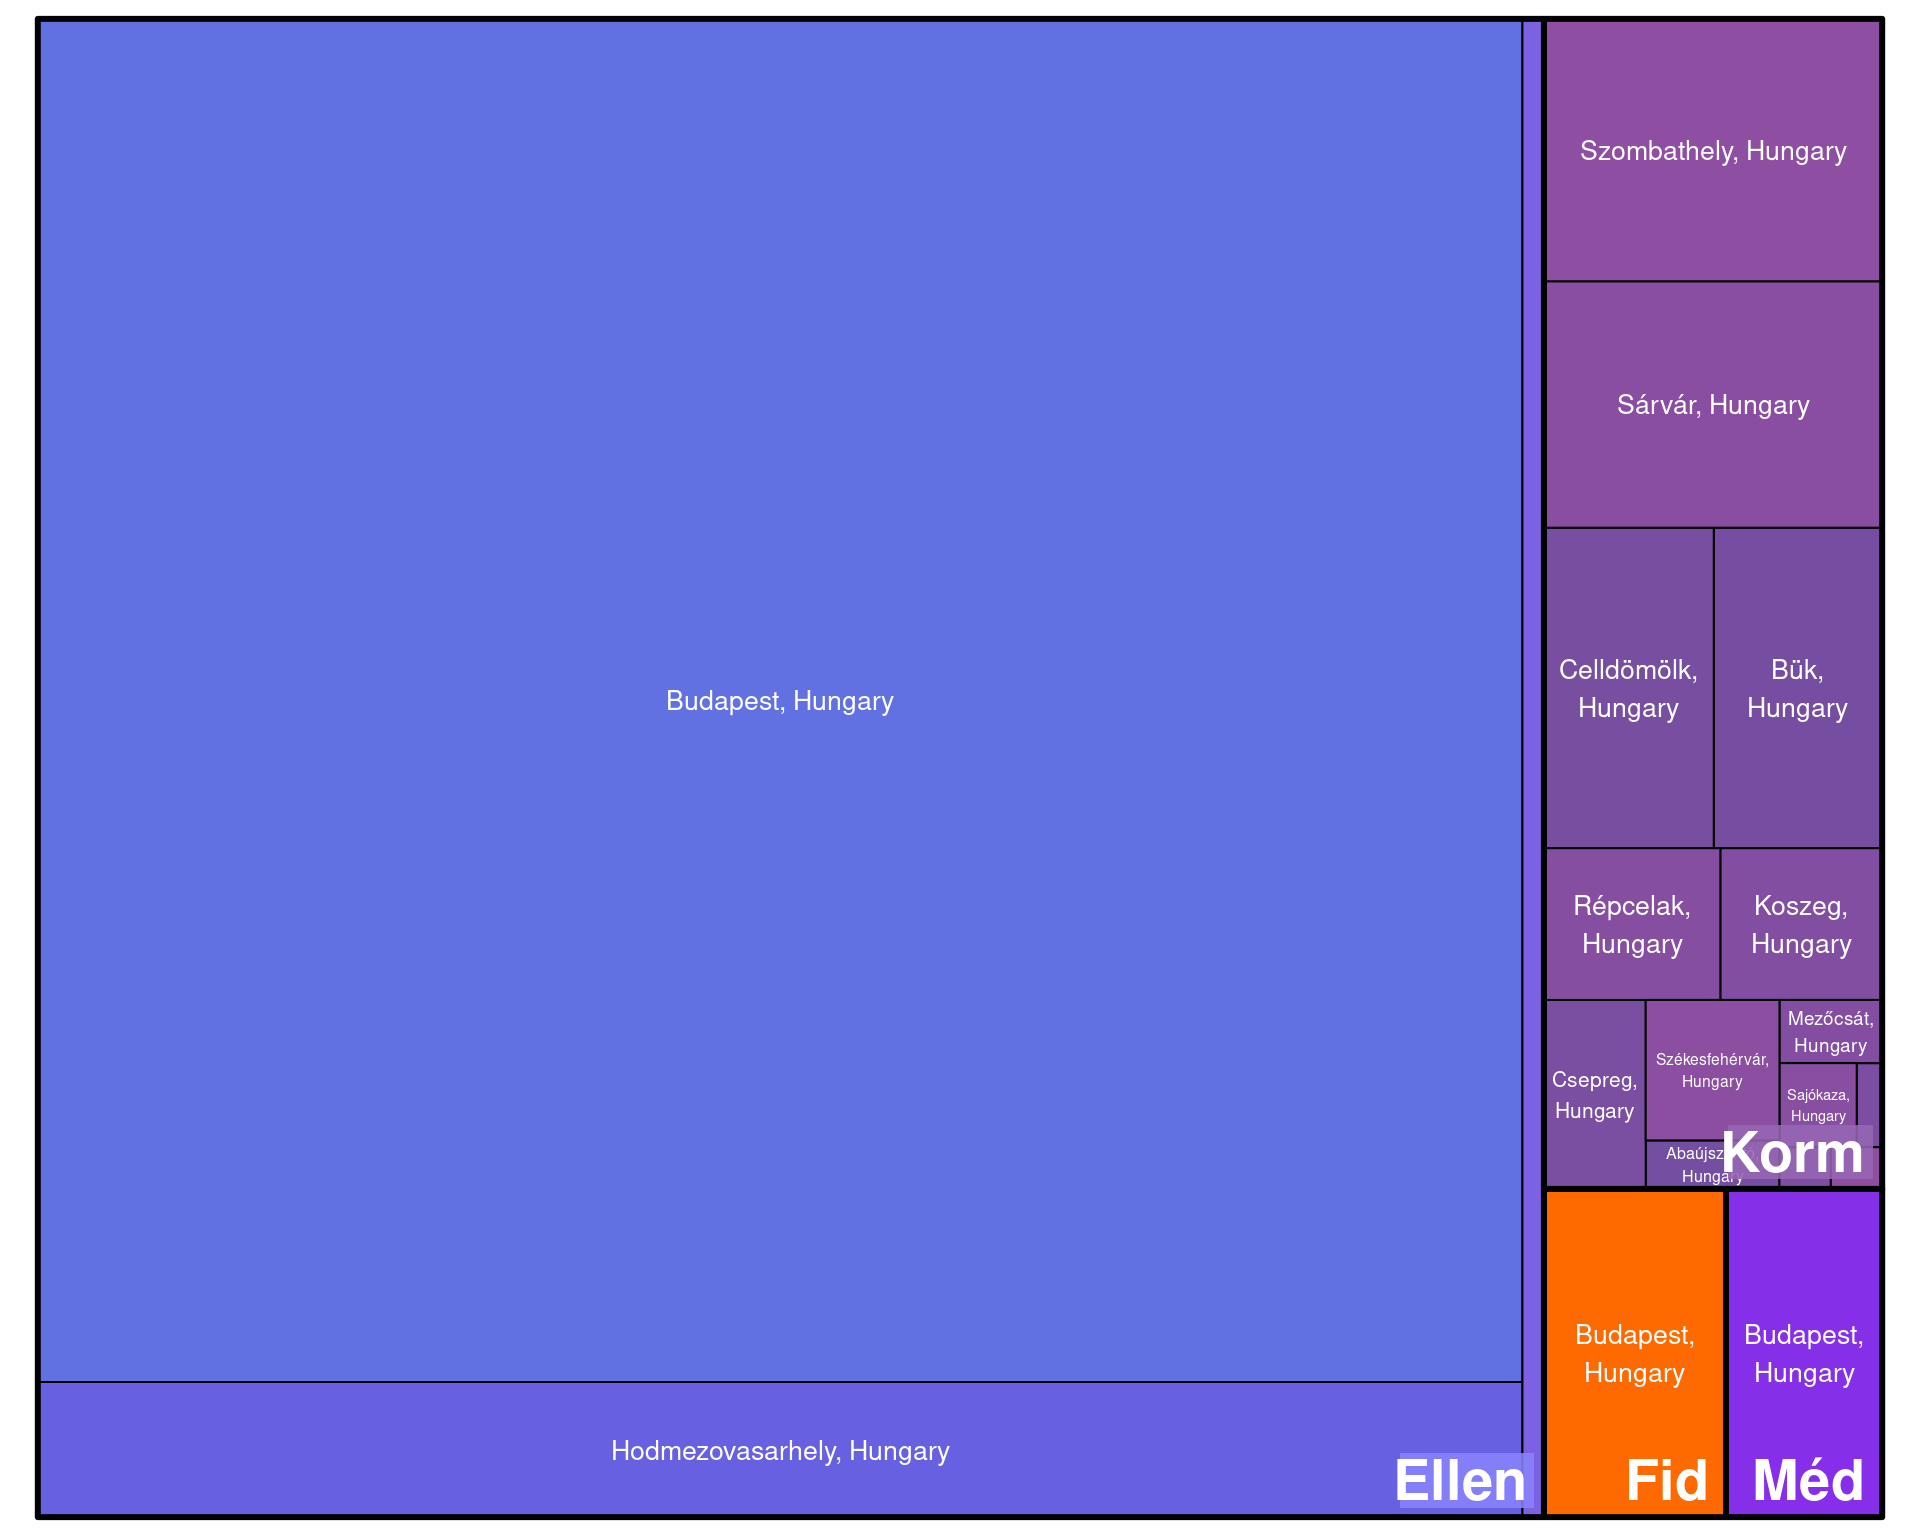 Budapest, Hungary
Hodmezovasarhely, Hungary
Ellen
Szombathely, Hungary
Sárvár, Hungary
Celldömölk,
Hungary
Bük,
Hungary
Répcelak,
Hungary
Koszeg,
Hungary
Csepreg,
Hungary
Székesfehérvár,
Hungary
Mezőcsát,
Hungary
Sajókaza,
Hungary
Hungary
Korm
Budapest,
Hungary
Fid
Budapest,
Hungary
Méd